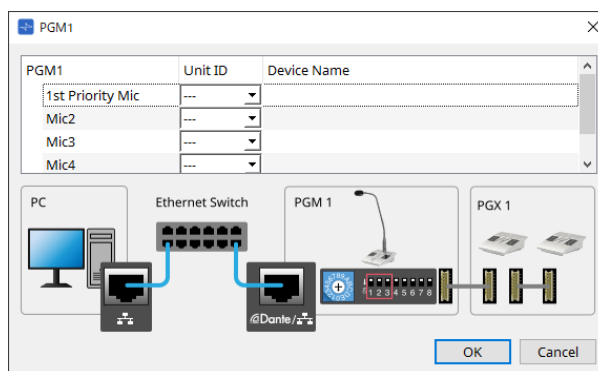 PGM1
PGM1 Unit ID Device Name
1st Priority Mic ---
Mic2 ---
Mic3 ---
Mic4 ---
PC Ethernet Switch PGM 1 PGX 1
1 2 3 4 5 6 7 8
Dante/
OK Cancel